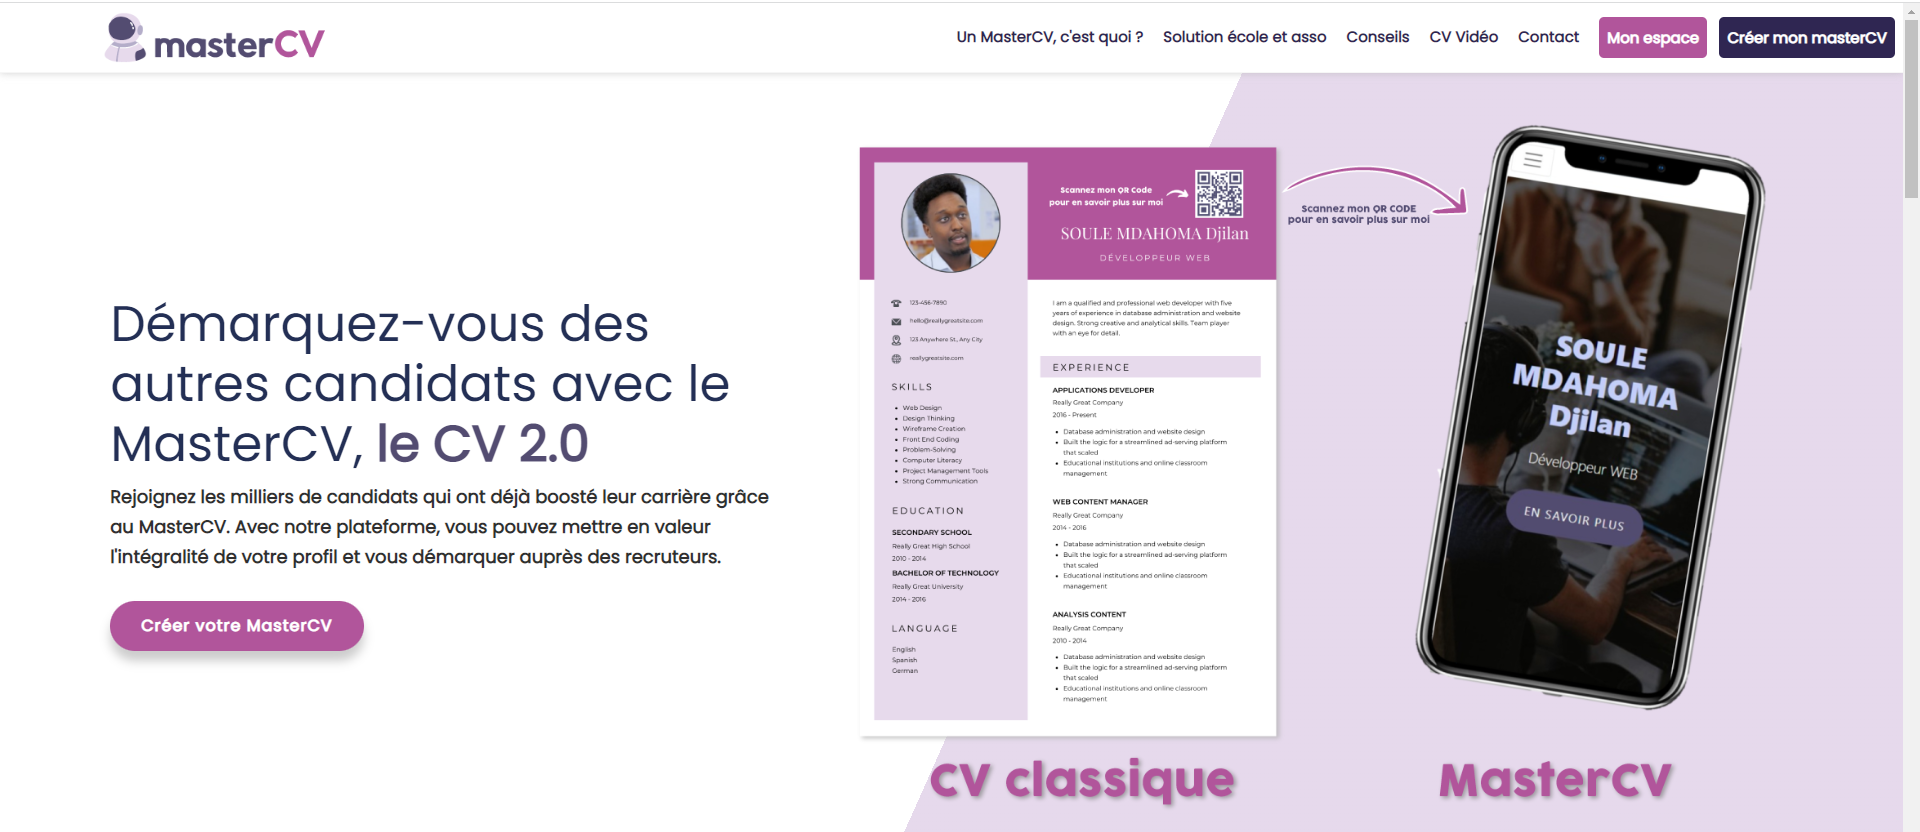 masterCV
Un MasterCV, c'est quoi ?
Solution école et asso
Conseils
CV Vidéo
Contact
Mon espace
Créer mon masterCV
Démarquez-vous des
autres candidats avec le
MasterCV, le CV 2.0
Rejoignez les milliers de candidats qui ont déjà boosté leur carrière grâce
au MasterCV. Avec notre plateforme, vous pouvez mettre en valeur
l'intégralité de votre profil et vous démarquer auprès des recruteurs.
Créer votre MasterCV
Scannez mon QR Code
pour en savoir plus sur moi
SOULE MDAHOMA Djilan
DÉVELOPPEUR WEB
123-456-7890
hello@reallygreatsite.com
123 Anywhere St., Any City
reallygreatsite.com
SKILLS
Web Design
Design Thinking
Wireframe Creation
Front End Coding
Problem-Solving
Computer Literacy
Project Management Tools
Strong Communication
EDUCATION
SECONDARY SCHOOL
Really Great High School
2010 - 2014
BACHELOR OF TECHNOLOGY
Really Great University
2014 - 2016
LANGUAGE
English
Spanish
German
I am a qualified and professional web developer with five
years of experience in database administration and website
design. Strong creative and analytical skills. Team player
with an eye for detail.
EXPERIENCE
APPLICATIONS DEVELOPER
Really Great Company
2016 - Present
Database administration and website design
Built the logic for a streamlined ad-serving platform
that scaled
Educational institutions and online classroom
management
WEB CONTENT MANAGER
Really Great Company
2014 - 2016
Database administration and website design
Built the logic for a streamlined ad-serving platform
that scaled
Educational institutions and online classroom
management
ANALYSIS CONTENT
Really Great Company
2010 - 2014
Database administration and website design
Built the logic for a streamlined ad-serving platform
that scaled
Educational institutions and online classroom
management
CV classique
Scannez mon QR CODE
pour en savoir plus sur moi
SOULE
MDAHOMA
Djilan
Développeur WEB
EN SAVOIR PLUS
MasterCV